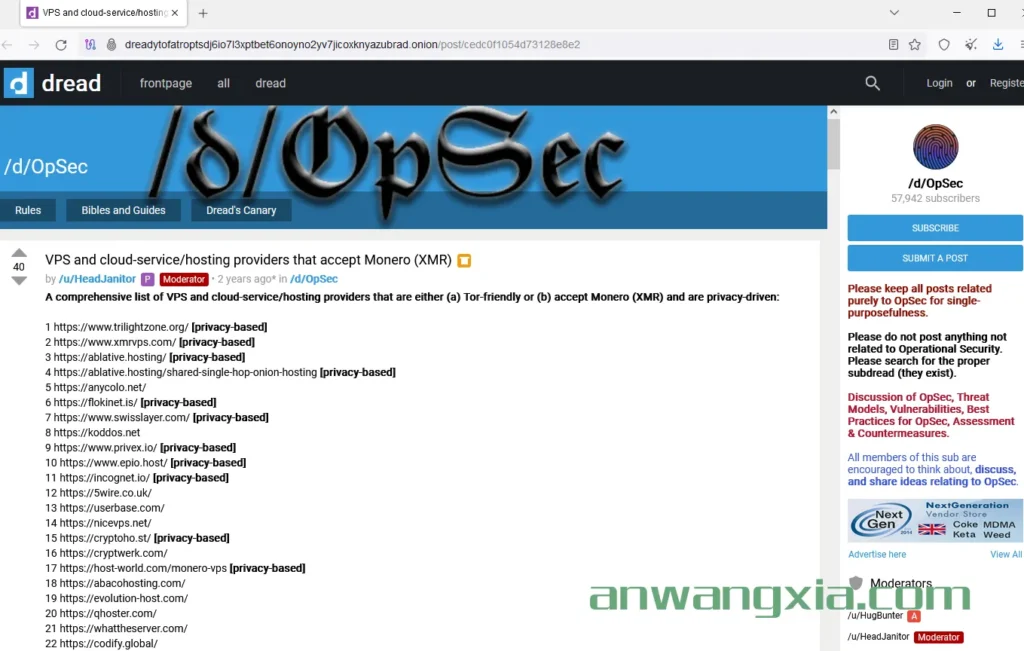 VPS and cloud-service/hosting
dreadytofatroptsdj6io7l3xptbet6onoyno2yv7jicoxknyazubrad.onion/post/cedc0f1054d73128e8e2
dread
frontpage
all
dread
Login or Registe
/d/OpSec
/d/OpSec
Rules
Bibles and Guides
Dread's Canary
40
VPS and cloud-service/hosting providers that accept Monero (XMR)
by /u/HeadJanitor P Moderator • 2 years ago* in /d/OpSec
A comprehensive list of VPS and cloud-service/hosting providers that are either (a) Tor-friendly or (b) accept Monero (XMR) and are privacy-driven:
1 https://www.trilightzone.org/ [privacy-based]
2 https://www.xmrvps.com/ [privacy-based]
3 https://ablative.hosting/ [privacy-based]
4 https://ablative.hosting/shared-single-hop-onion-hosting [privacy-based]
5 https://anycolo.net/
6 https://flokinet.is/ [privacy-based]
7 https://www.swisslayer.com/ [privacy-based]
8 https://koddos.net
9 https://www.privex.io/ [privacy-based]
10 https://www.epio.host/ [privacy-based]
11 https://incognet.io/ [privacy-based]
12 https://5wire.co.uk/
13 https://userbase.com/
14 https://nicevps.net/
15 https://cryptoho.st/ [privacy-based]
16 https://cryptwerk.com/
17 https://host-world.com/monero-vps [privacy-based]
18 https://abacohosting.com/
19 https://evolution-host.com/
20 https://qhoster.com/
21 https://whattheserver.com/
22 https://codify.global/
/d/OpSec
57,942 subscribers
SUBSCRIBE
SUBMIT A POST
Please keep all posts related
purely to OpSec for single-
purposefulness.
Please do not post anything not
related to Operational Security.
Please search for the proper
subdread (they exist).
Discussion of OpSec, Threat
Models, Vulnerabilities, Best
Practices for OpSec, Assessment
& Countermeasures.
All members of this sub are
encouraged to think about, discuss,
and share ideas relating to OpSec.
Next Gen
NextGeneration
Vendor Store
Coke MDMA
Keta Weed
Advertise here
View All
Moderators
/u/HugBunter A
/u/HeadJanitor Moderator
anwangxia.com